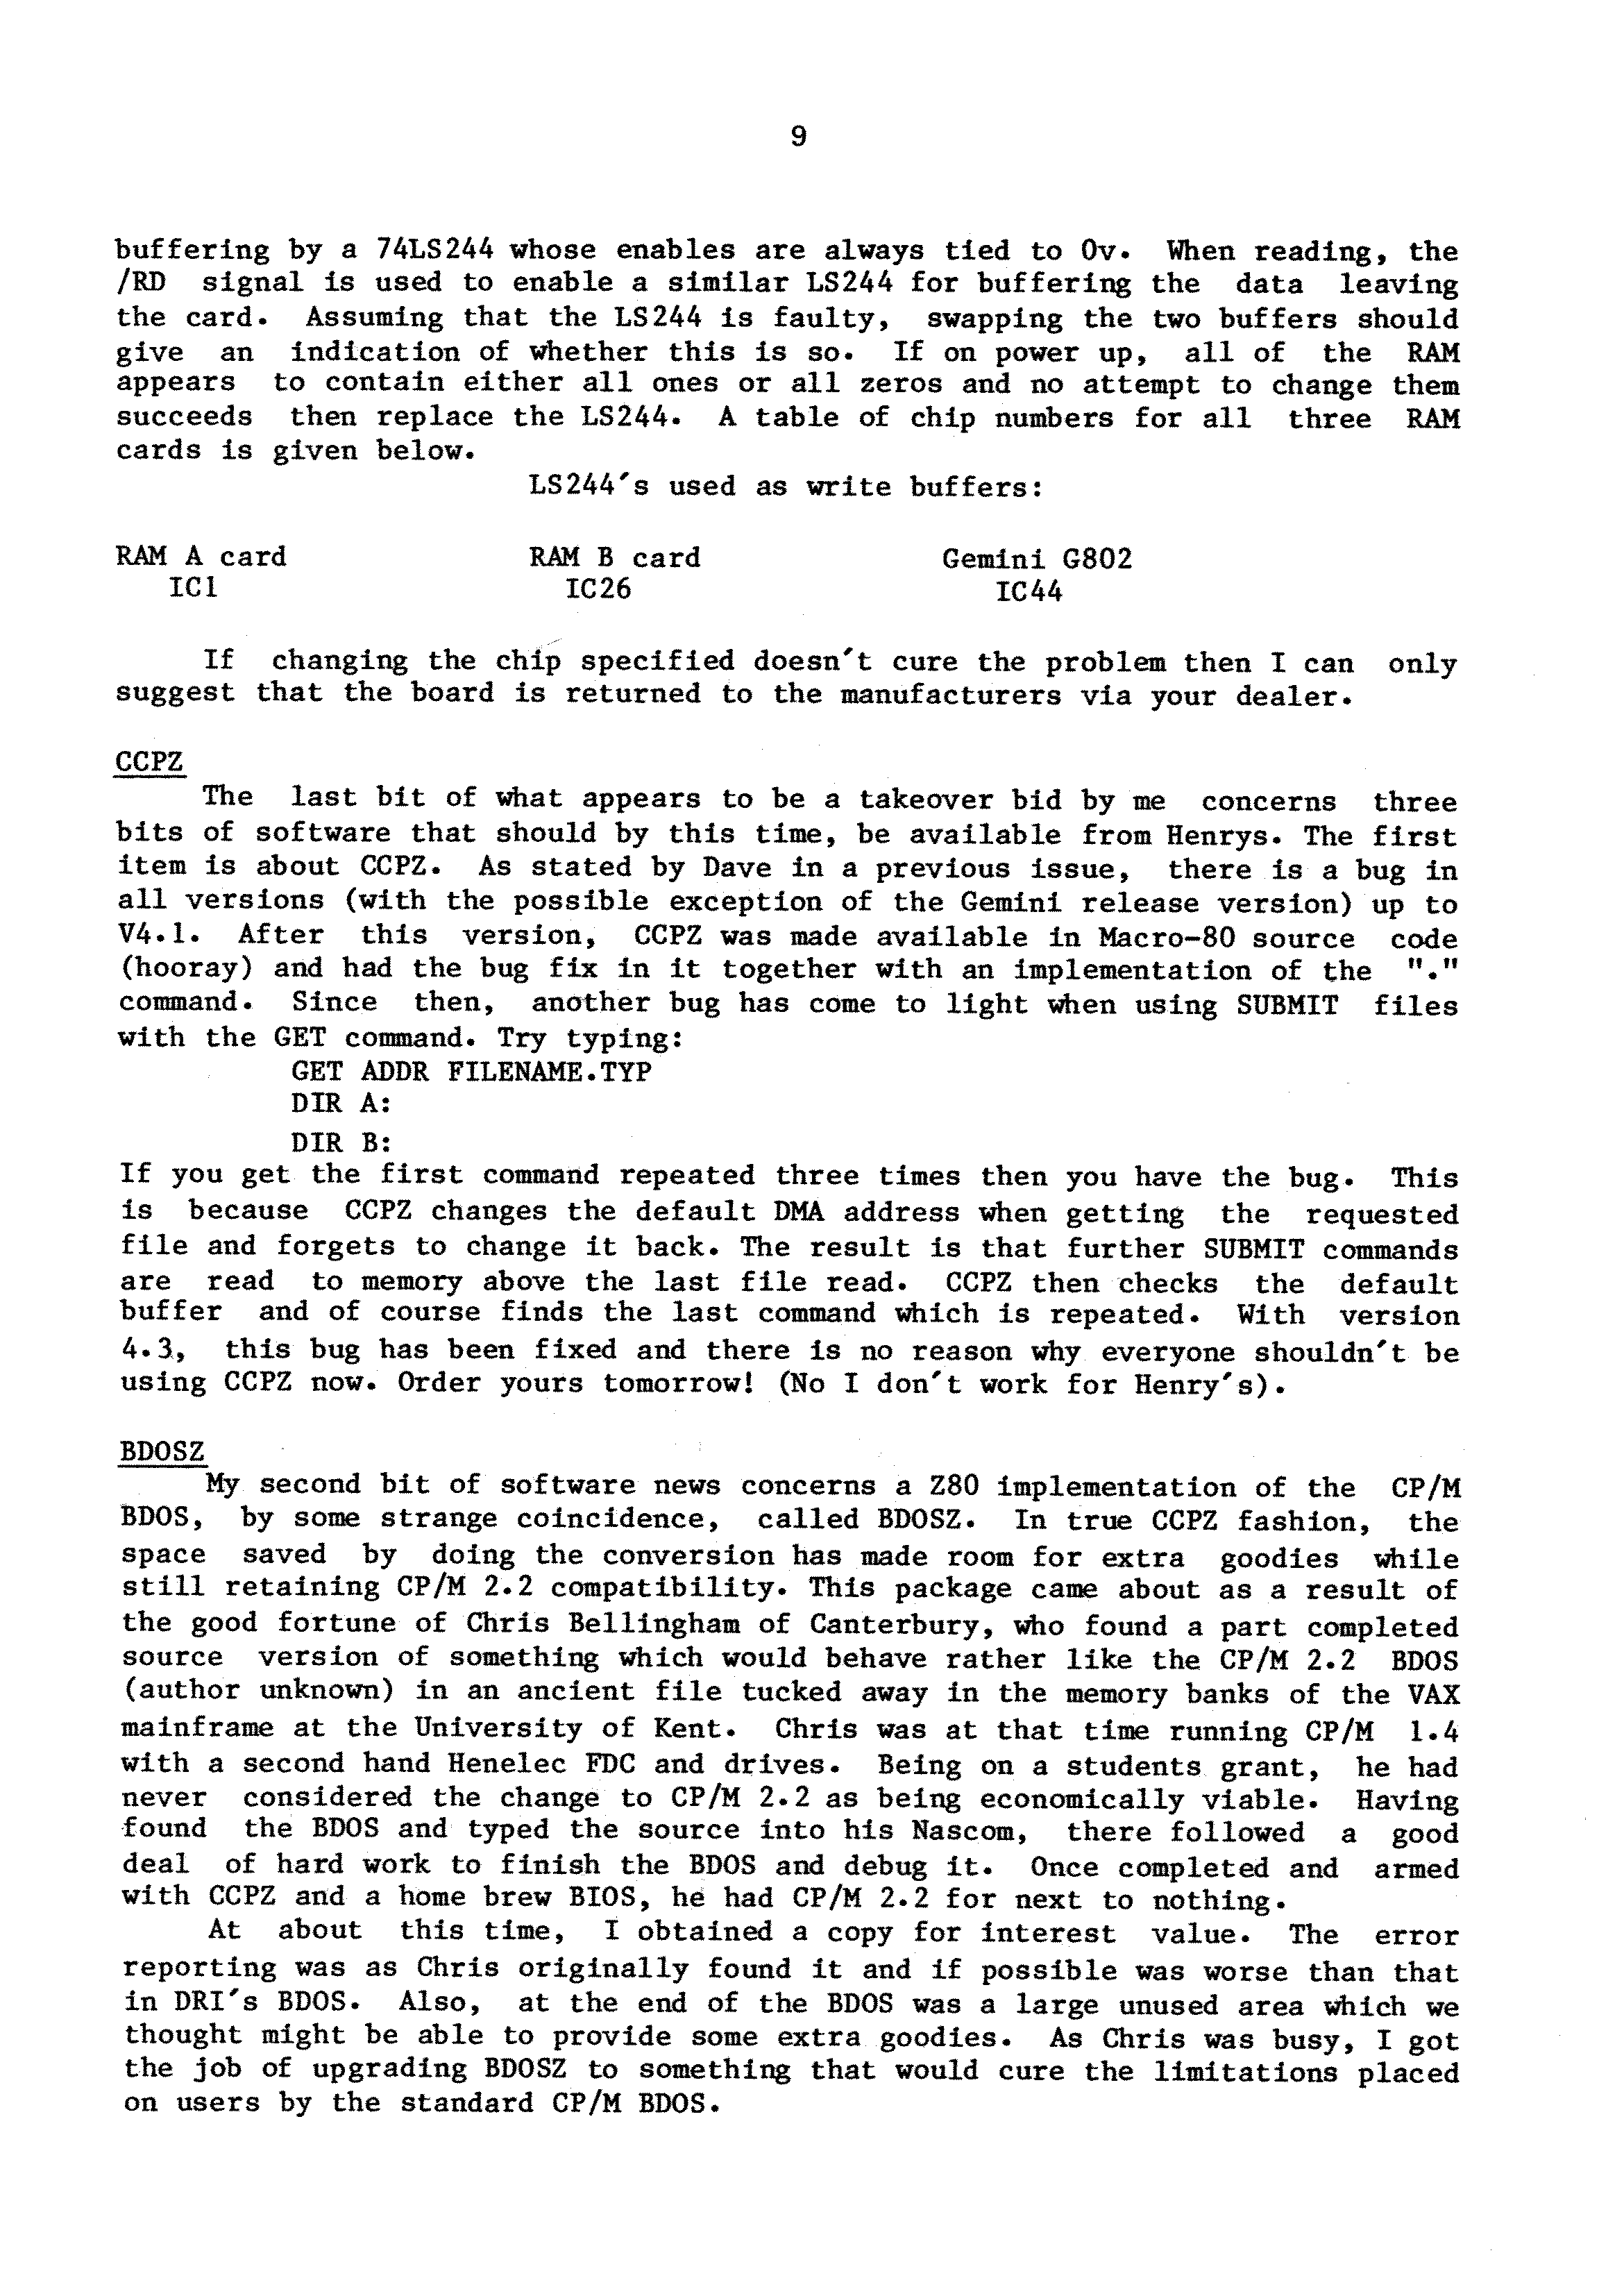 9
buffering by a 74LS244 whose enables are always tied to 0v. When reading, the
/RD signal is used to enable a similar LS244 for buffering the data leaving
the card. Assuming that the LS244 is faulty, swapping the two buffers should
give an indication of whether this is so. If on power up, all of the RAM
appears to contain either all ones or all zeros and no attempt to change them
succeeds then replace the LS244. A table of chip numbers for all three RAM
cards is given below.
LS244's used as write buffers:
RAM A card RAM B card Gemini G802
IC1 IC26 IC44
If changing the chip specified doesn't cure the problem then I can only
suggest that the board is returned to the manufacturers via your dealer.
CCPZ
The last bit of what appears to be a takeover bid by me concerns three
bits of software that should by this time, be available from Henrys. The first
item is about CCPZ. As stated by Dave in a previous issue, there is a bug in
all versions (with the possible exception of the Gemini release version) up to
V4.1. After this version, CCPZ was made available in Macro-80 source code
(hooray) and had the bug fix in it together with an implementation of the "."
command. Since then, another bug has come to light when using SUBMIT files
with the GET command. Try typing:
GET ADDR FILENAME.TYP
DIR A:
DIR B:
If you get the first command repeated three times then you have the bug. This
is because CCPZ changes the default DMA address when getting the requested
file and forgets to change it back. The result is that further SUBMIT commands
are read to memory above the last file read. CCPZ then checks the default
buffer and of course finds the last command which is repeated. With version
4.3, this bug has been fixed and there is no reason why everyone shouldn't be
using CCPZ now. Order yours tomorrow! (No I don't work for Henry's).
BDOSZ
My second bit of software news concerns a Z80 implementation of the CP/M
BDOS, by some strange coincidence, called BDOSZ. In true CCPZ fashion, the
space saved by doing the conversion has made room for extra goodies while
still retaining CP/M 2.2 compatibility. This package came about as a result of
the good fortune of Chris Bellingham of Canterbury, who found a part completed
source version of something which would behave rather like the CP/M 2.2 BDOS
(author unknown) in an ancient file tucked away in the memory banks of the VAX
mainframe at the University of Kent. Chris was at that time running CP/M 1.4
with a second hand Henelec FDC and drives. Being on a students grant, he had
never considered the change to CP/M 2.2 as being economically viable. Having
found the BDOS and typed the source into his Nascom, there followed a good
deal of hard work to finish the BDOS and debug it. Once completed and armed
with CCPZ and a home brew BIOS, he had CP/M 2.2 for next to nothing.
At about this time, I obtained a copy for interest value. The error
reporting was as Chris originally found it and if possible was worse than that
in DRI's BDOS. Also, at the end of the BDOS was a large unused area which we
thought might be able to provide some extra goodies. As Chris was busy, I got
the job of upgrading BDOSZ to something that would cure the limitations placed
on users by the standard CP/M BDOS.